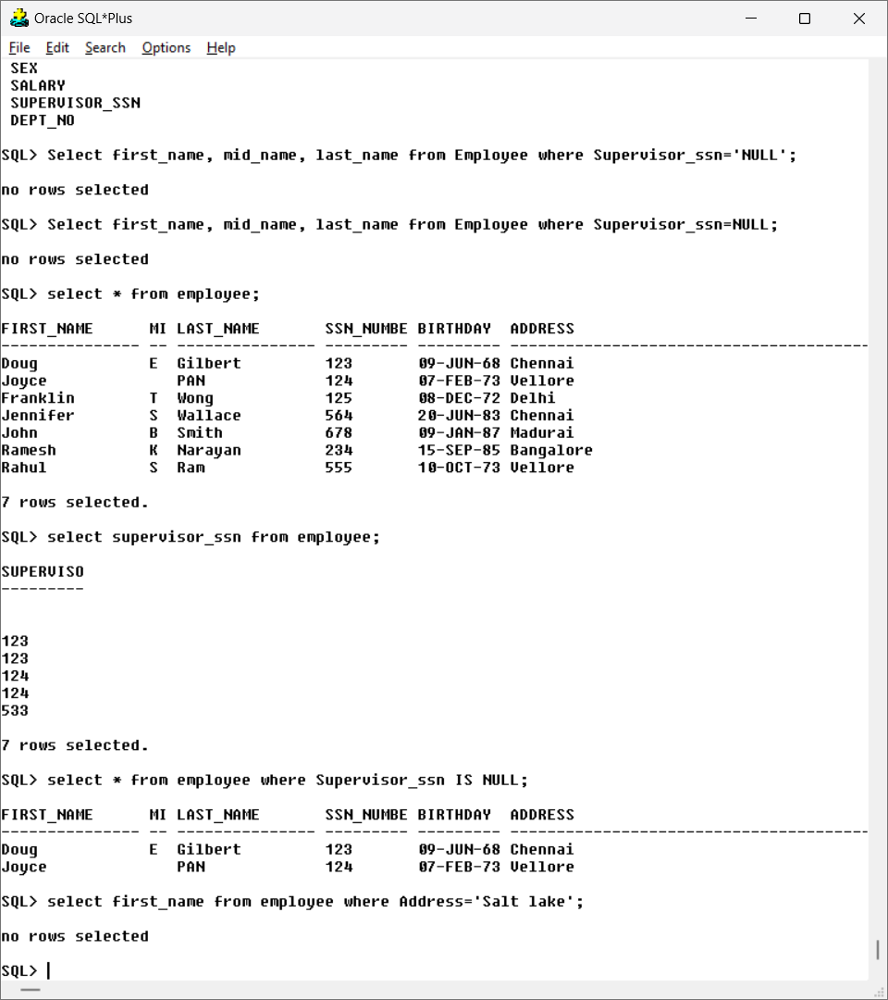 Oracle SQL*Plus
File Edit Search Options Help
SEX
SALARY
SUPERVISOR_SSN
DEPT_NO
SQL> Select first_name, mid_name, last_name from Employee where Supervisor_ssn='NULL';
no rows selected
SQL> Select first_name, mid_name, last_name from Employee where Supervisor_ssn=NULL;
no rows selected
SQL> select * from employee;
FIRST_NAME      MI LAST_NAME       SSN_NUMBE BIRTHDAY  ADDRESS
--------------- -- --------------- --------- --------- ---------------------------------------
Doug            E  Gilbert         123       09-JUN-68 Chennai
Joyce              PAN             124       07-FEB-73 Vellore
Franklin        T  Wong            125       08-DEC-72 Delhi
Jennifer        S  Wallace         564       20-JUN-83 Chennai
John            B  Smith           678       09-JAN-87 Madurai
Ramesh          K  Narayan         234       15-SEP-85 Bangalore
Rahul           S  Ram             555       10-OCT-73 Vellore
7 rows selected.
SQL> select supervisor_ssn from employee;
SUPERVISO
---------
123
123
124
124
533
7 rows selected.
SQL> select * from employee where Supervisor_ssn IS NULL;
FIRST_NAME      MI LAST_NAME       SSN_NUMBE BIRTHDAY  ADDRESS
--------------- -- --------------- --------- --------- ---------------------------------------
Doug            E  Gilbert         123       09-JUN-68 Chennai
Joyce              PAN             124       07-FEB-73 Vellore
SQL> select first_name from employee where Address='Salt lake';
no rows selected
SQL>